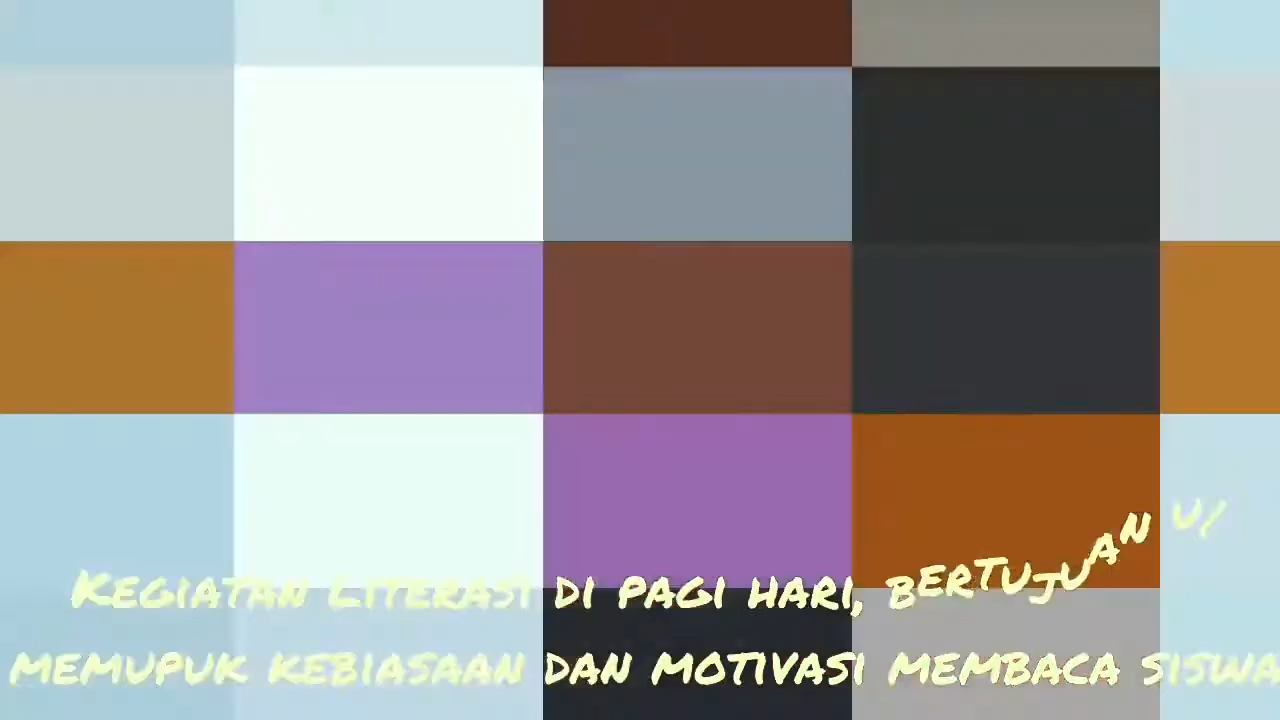 Kegiatan Literasi di pagi hari, bertujuan u/
memupuk kebiasaan dan motivasi membaca siswa